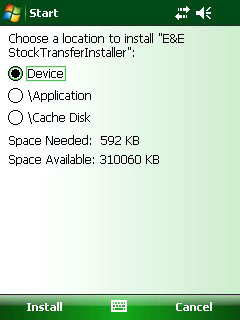 Start
Choose a location to install "E&E
StockTransferInstaller":
Device
\Application
\Cache Disk
Space Needed: 592 KB
Space Available: 310060 KB
Install Cancel